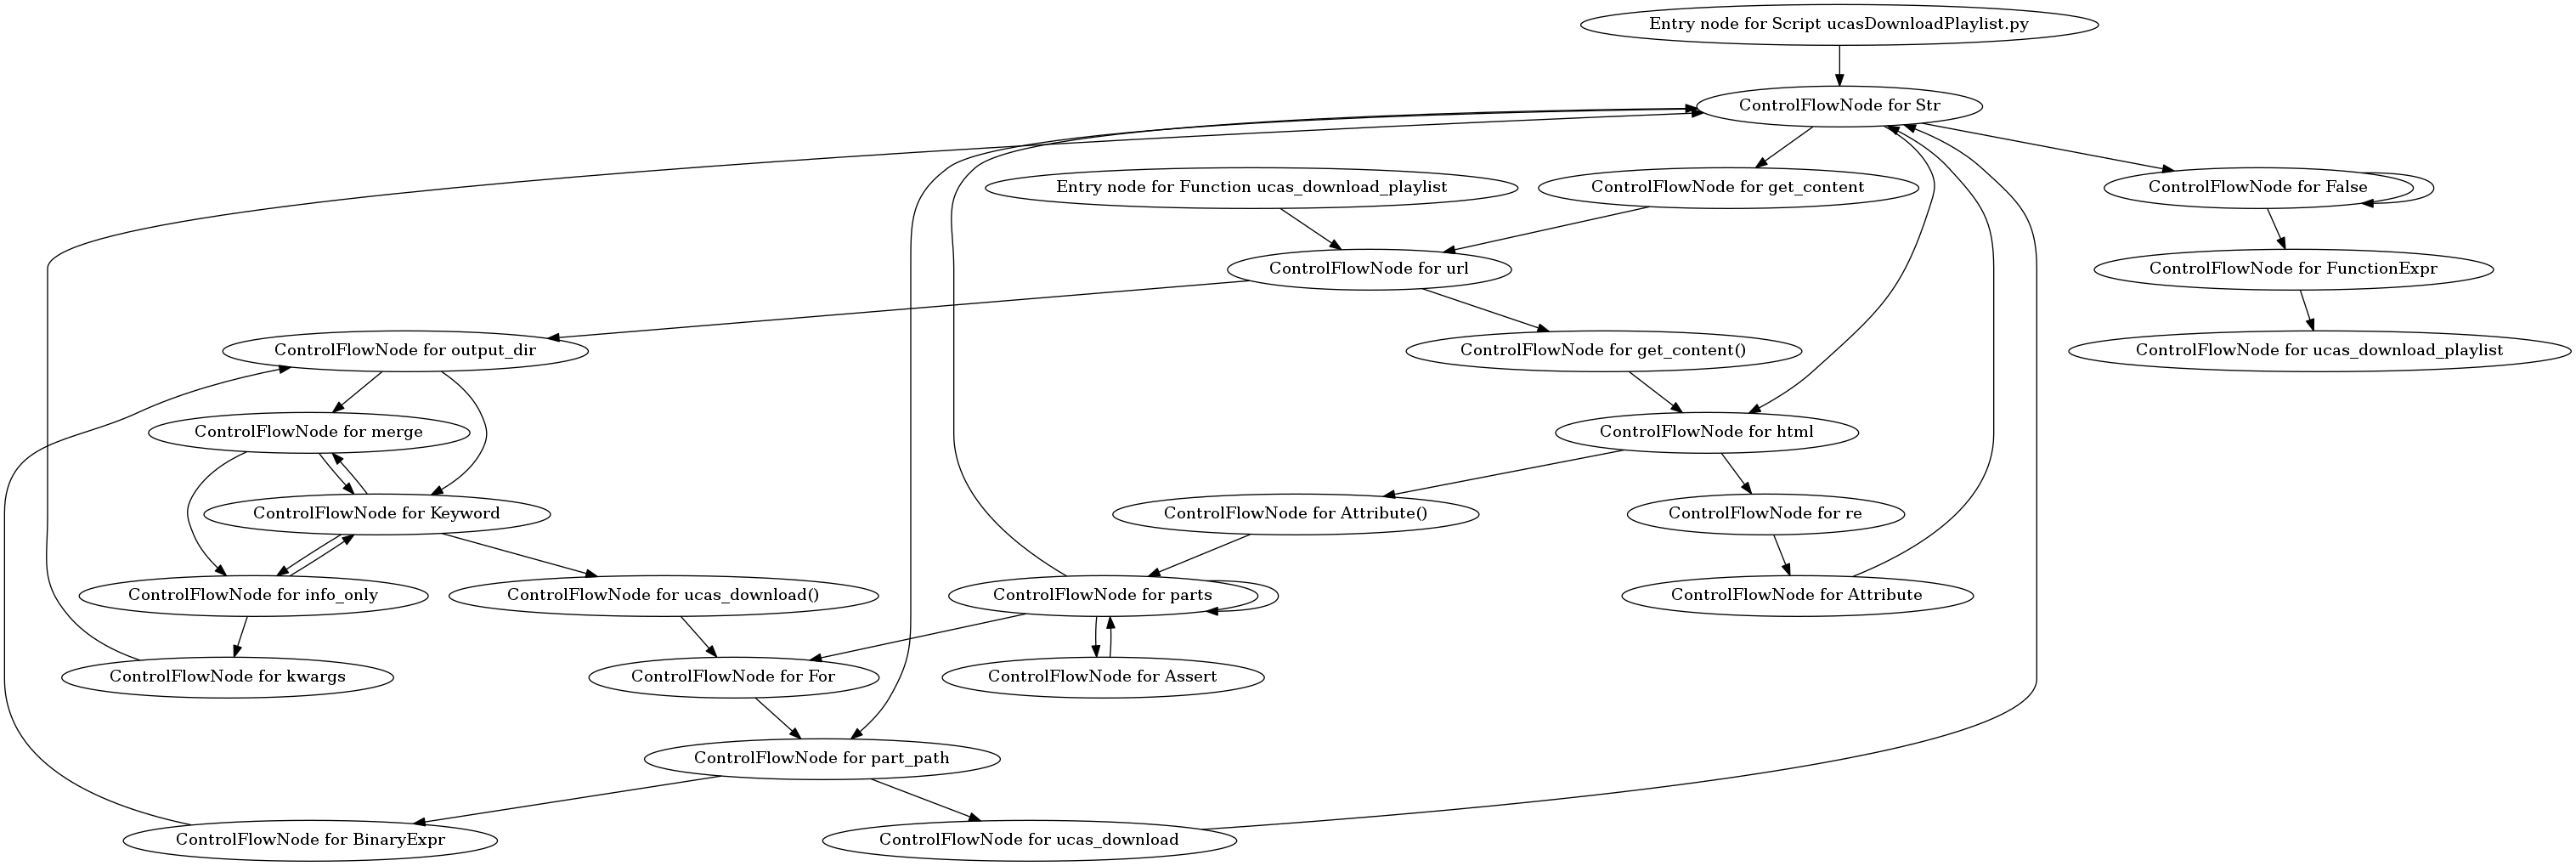 Entry node for Script ucasDownloadPlaylist.py
ControlFlowNode for Str
Entry node for Function ucas_download_playlist
ControlFlowNode for get_content
ControlFlowNode for False
ControlFlowNode for url
ControlFlowNode for FunctionExpr
ControlFlowNode for output_dir
ControlFlowNode for get_content()
ControlFlowNode for ucas_download_playlist
ControlFlowNode for merge
ControlFlowNode for html
ControlFlowNode for Keyword
ControlFlowNode for Attribute()
ControlFlowNode for re
ControlFlowNode for info_only
ControlFlowNode for ucas_download()
ControlFlowNode for parts
ControlFlowNode for Attribute
ControlFlowNode for kwargs
ControlFlowNode for For
ControlFlowNode for Assert
ControlFlowNode for part_path
ControlFlowNode for BinaryExpr
ControlFlowNode for ucas_download